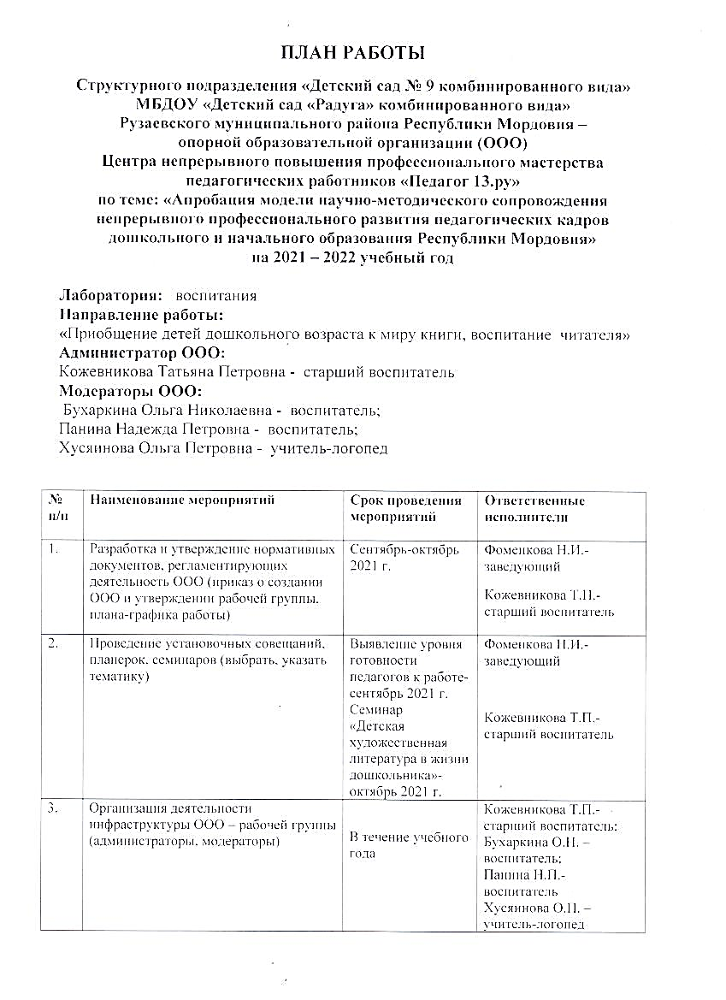 ПЛАН РАБОТЫ
Структурного подразделения «Детский сад № 9 комбинированного вида»
МБДОУ «Детский сад «Радуга» комбинированного вида»
Рузаевского муниципального района Республики Мордовия –
опорной образовательной организации (ООО)
Центра непрерывного повышения профессионального мастерства
педагогических работников «Педагог 13.ру»
по теме: «Апробация модели научно-методического сопровождения
непрерывного профессионального развития педагогических кадров
дошкольного и начального образования Республики Мордовия»
на 2021 – 2022 учебный год
Лаборатория: воспитания
Направление работы:
«Приобщение детей дошкольного возраста к миру книги, воспитание читателя»
Администратор ООО:
Кожевникова Татьяна Петровна - старший воспитатель
Модераторы ООО:
Бухаркина Ольга Николаевна - воспитатель;
Панина Надежда Петровна - воспитатель;
Хусяинова Ольга Петровна - учитель-логопед
№
п/п
Наименование мероприятий
Срок проведения
мероприятий
Ответственные
исполнители
1.
Разработка и утверждение нормативных
документов, регламентирующих
деятельность ООО (приказ о создании
ООО и утверждении рабочей группы,
плана-графика работы)
Сентябрь-октябрь
2021 г.
Фоменкова Н.И.-
заведующий
Кожевникова Т.П.-
старший воспитатель
2.
Проведение установочных совещаний,
планерок, семинаров (выбрать, указать
тематику)
Выявление уровня
готовности
педагогов к работе-
сентябрь 2021 г.
Семинар
«Детская
художественная
литература в жизни
дошкольника»-
октябрь 2021 г.
Фоменкова Н.И.-
заведующий
Кожевникова Т.П.-
старший воспитатель
3.
Организация деятельности
инфраструктуры ООО – рабочей группы
(администраторы, модераторы)
В течение учебного
года
Кожевникова Т.П.-
старший воспитатель;
Бухаркина О.Н. –
воспитатель;
Панина Н.П.-
воспитатель
Хусяинова О.П. –
учитель-логопед